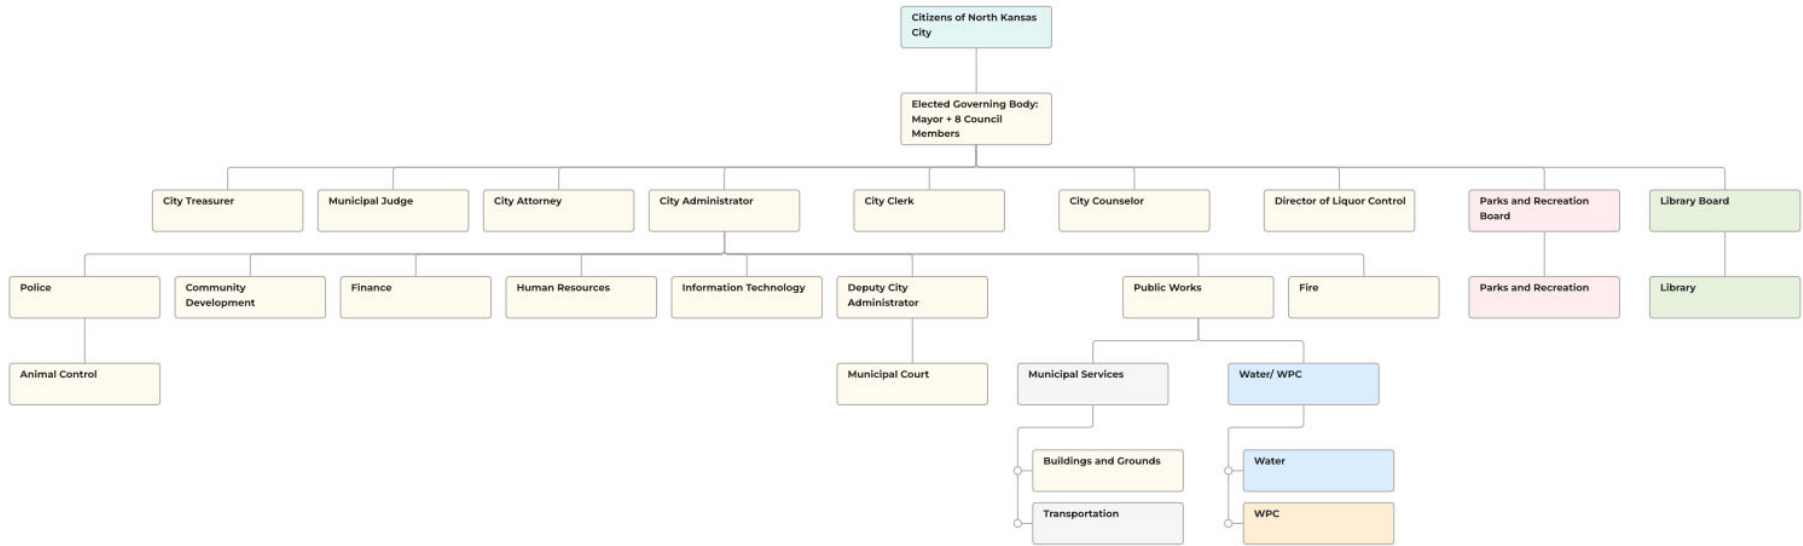 Citizens of North Kansas
City
Elected Governing Body:
Mayor + 8 Council
Members
City Treasurer
Municipal Judge
City Attorney
City Administrator
City Clerk
City Counselor
Director of Liquor Control
Parks and Recreation
Board
Library Board
Police
Community
Development
Finance
Human Resources
Information Technology
Deputy City
Administrator
Public Works
Fire
Parks and Recreation
Library
Animal Control
Municipal Court
Municipal Services
Water/ WPC
Buildings and Grounds
Water
Transportation
WPC